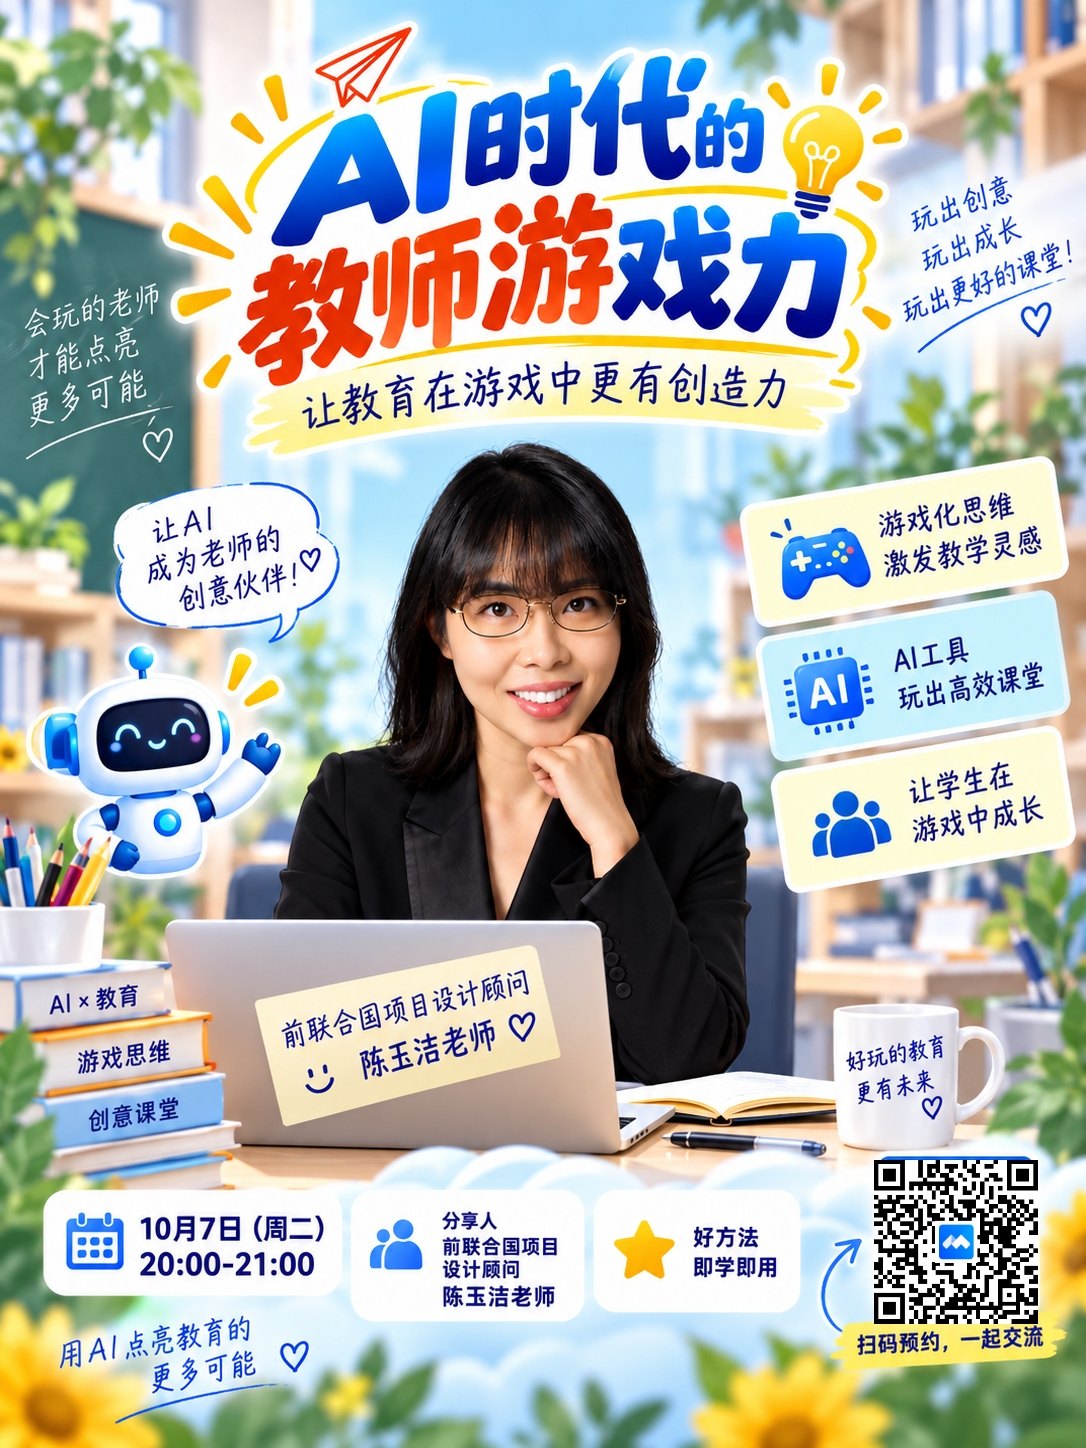 AI时代的
教师游戏力
让教育在游戏中更有创造力
会玩的老师
才能点亮
更多可能
玩出创意
玩出成长
玩出更好的课堂！
让AI
成为老师的
创意伙伴！
游戏化思维
激发教学灵感
AI
AI工具
玩出高效课堂
让学生在
游戏中成长
AI×教育
游戏思维
创意课堂
前联合国项目设计顾问
陈玉洁老师
好玩的教育
更有未来
10月7日（周二）
20:00-21:00
分享人
前联合国项目
设计顾问
陈玉洁老师
好方法
即学即用
扫码预约，一起交流
用AI点亮教育的
更多可能